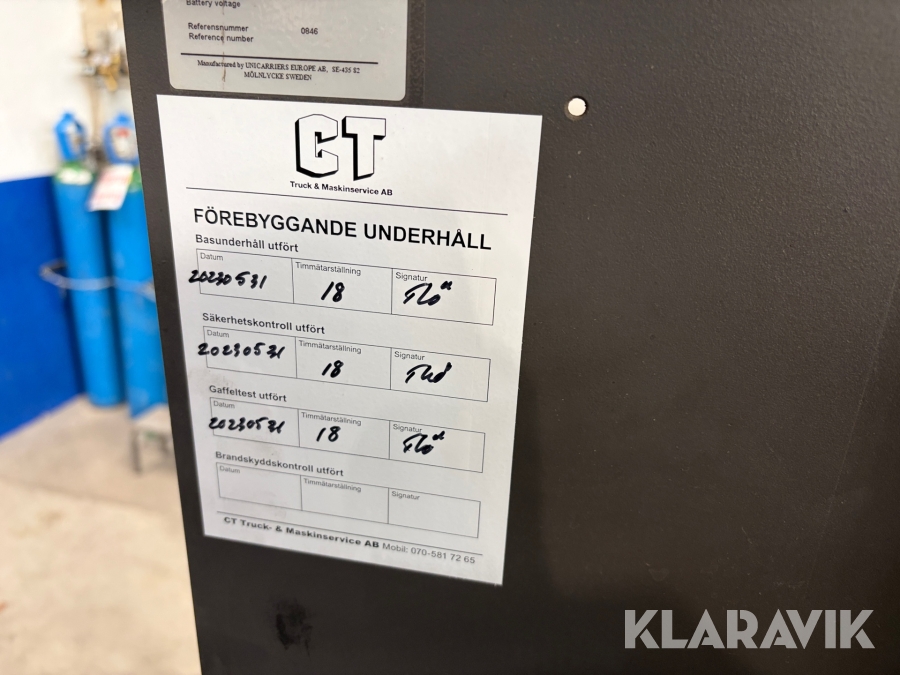 Battery voltage
Referensnummer 0846
Reference number
Manufactured by UNICARRIERS EUROPE AB, SE-435 82
MÖLNLYCKE SWEDEN
CT
Truck & Maskinservice AB
FÖREBYGGANDE UNDERHÅLL
Basunderhåll utfört
Datum Timmätarställning Signatur
20230531 18
Säkerhetskontroll utfört
Datum Timmätarställning Signatur
20230531 18
Gaffeltest utfört
Datum Timmätarställning Signatur
20230531 18
Brandskyddskontroll utfört
Datum Timmätarställning Signatur
CT Truck- & Maskinservice AB Mobil: 070-581 72 65
KLARAVIK